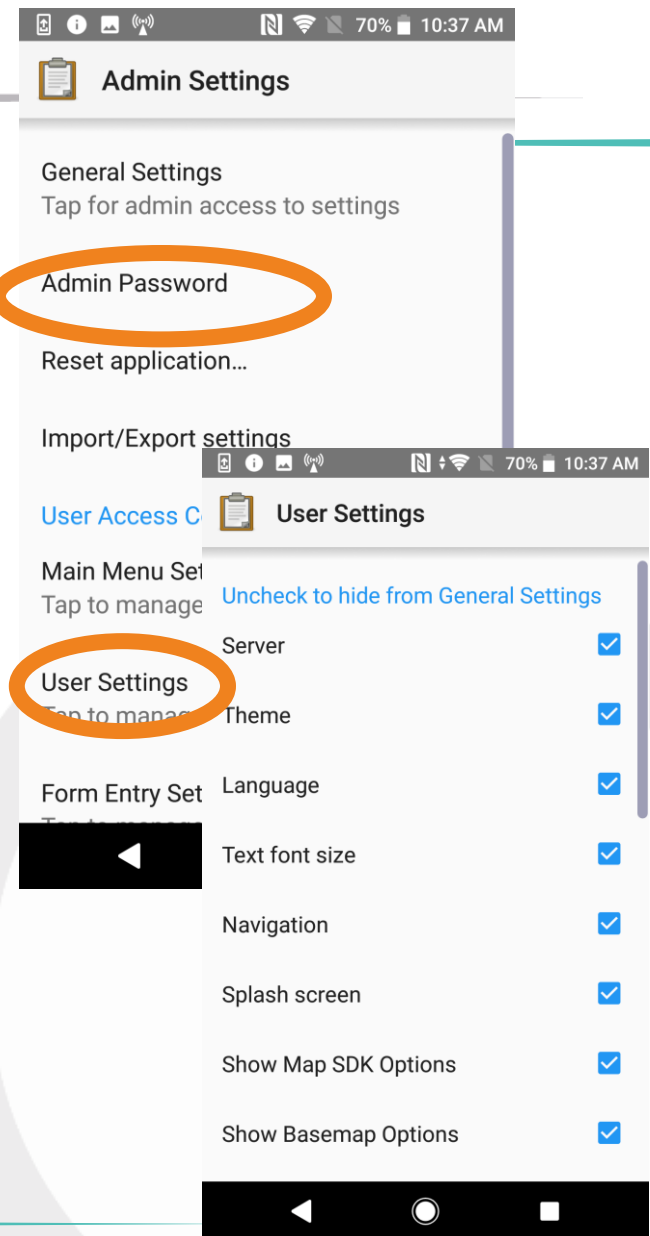 70% 10:37 AM
Admin Settings
General Settings
Tap for admin access to settings
Admin Password
Reset application…
Import/Export settings
User Access
Main Menu
Tap to manage
User Settings
Tap to
Form Entry
70% 10:37 AM
User Settings
Uncheck to hide from General Settings
Server
Theme
Language
Text font size
Navigation
Splash screen
Show Map SDK Options
Show Basemap Options